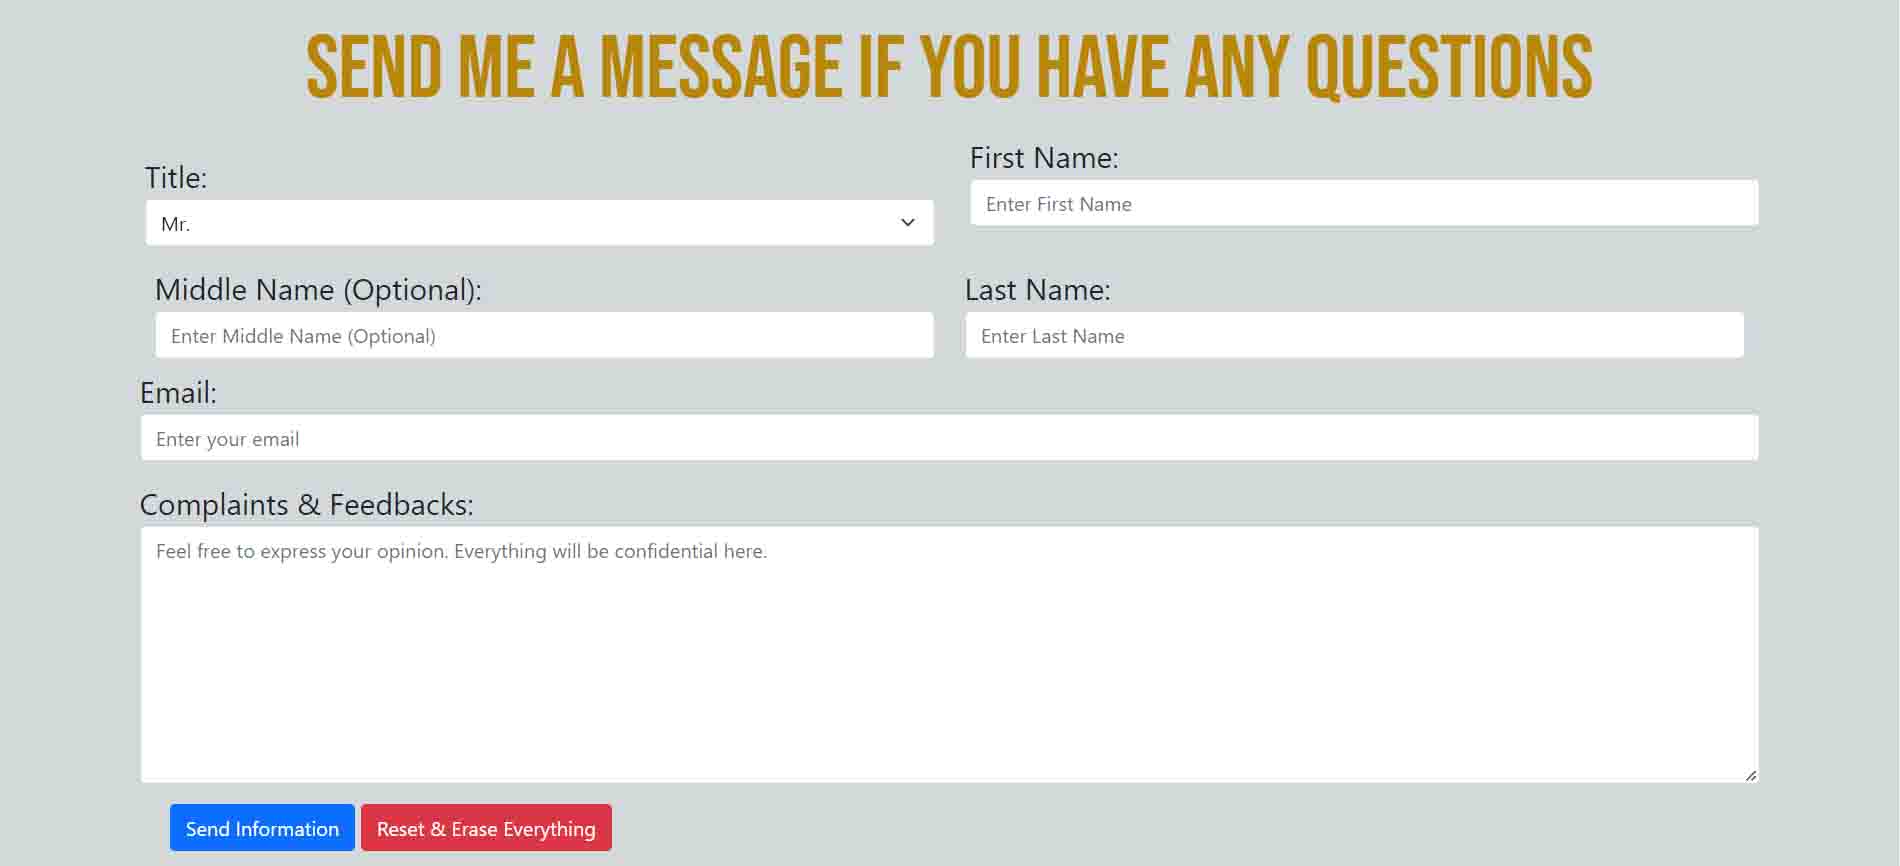 SEND ME A MESSAGE IF YOU HAVE ANY QUESTIONS
Title:
Mr.
First Name:
Enter First Name
Middle Name (Optional):
Enter Middle Name (Optional)
Last Name:
Enter Last Name
Email:
Enter your email
Complaints & Feedbacks:
Feel free to express your opinion. Everything will be confidential here.
Send Information
Reset & Erase Everything